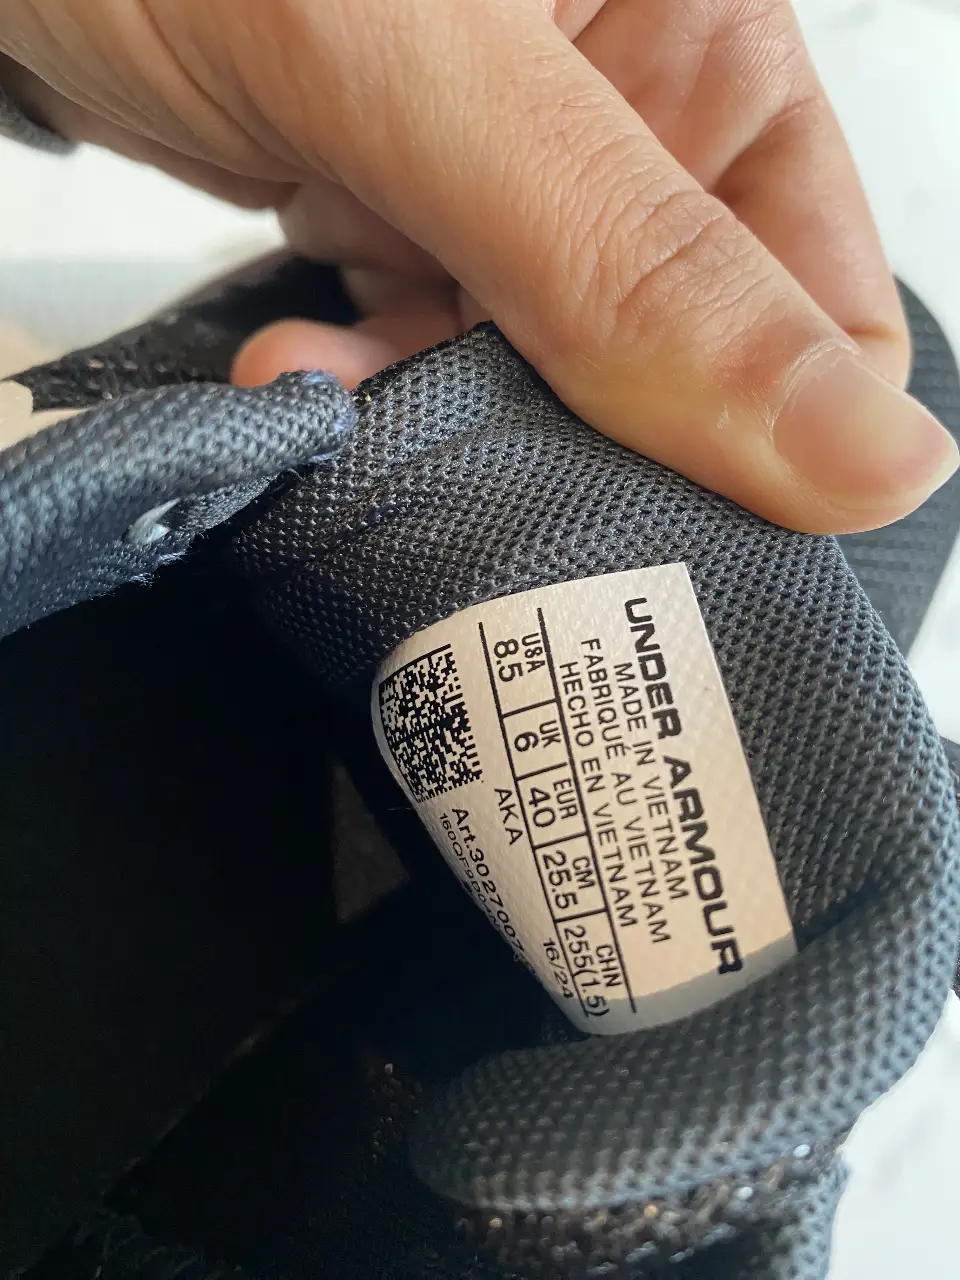 UNDER ARMOUR
MADE IN VIETNAM
FABRIQUÉ AU VIETNAM
HECHO EN VIETNAM
USA UK EUR CM CHN
8.5 6 40 25.5 255(1.5)
AKA 16/24